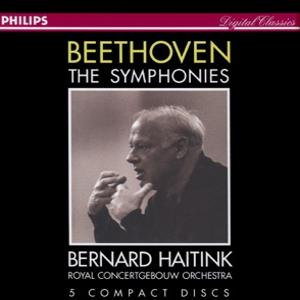 PHILIPS
Digital Classics
BEETHOVEN
THE SYMPHONIES
BERNARD HAITINK
ROYAL CONCERTGEBOUW ORCHESTRA
5 COMPACT DISCS